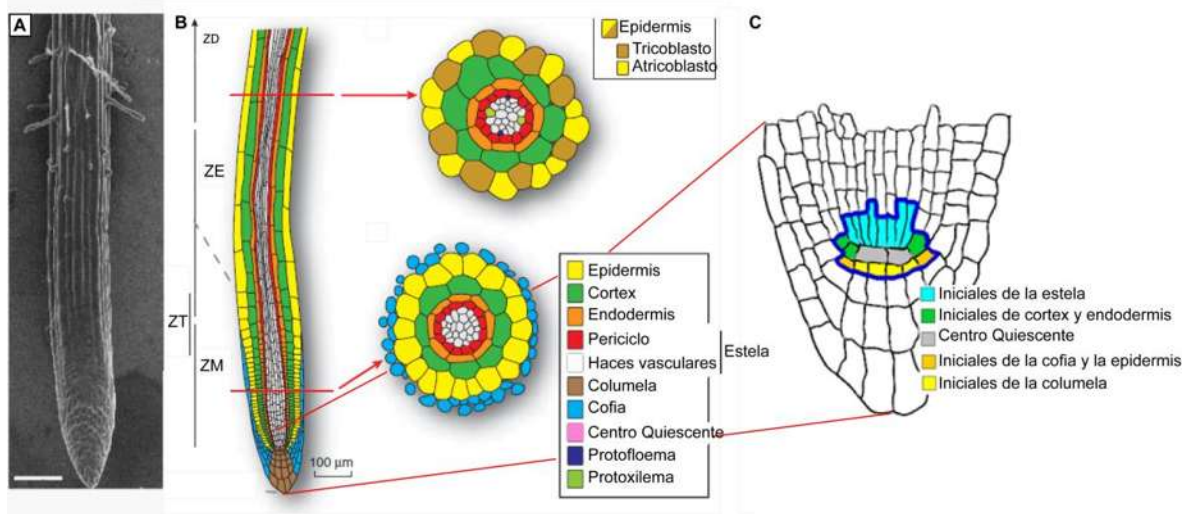 A
B
C
ZD
ZE
ZT
ZM
Epidermis
Tricoblasto
Atricoblasto
100 µm
Epidermis
Cortex
Endodermis
Periciclo
Haces vasculares
Estela
Columela
Cofia
Centro Quiescente
Protofloema
Protoxilema
Iniciales de la estela
Iniciales de cortex y endodermis
Centro Quiescente
Iniciales de la cofia y la epidermis
Iniciales de la columela